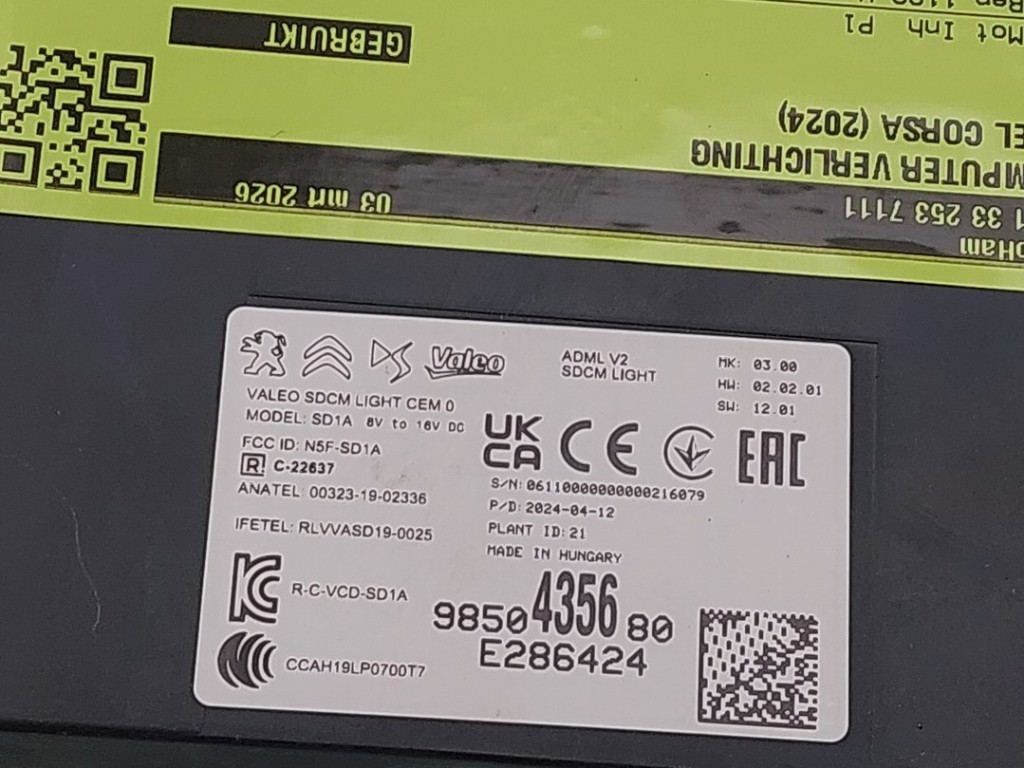 GEBRUIKT
Mot Inh P1
EL CORSA (2024)
MPUTER VERLICHTING
03 mrt 2026
1 33 253 7111
Valeo
ADML V2
SDCM LIGHT
MK: 03.00
HW: 02.02.01
SW: 12.01
VALEO SDCM LIGHT CEM 0
MODEL: SD1A 8V to 16V DC
FCC ID: N5F-SD1A
R C-22637
ANATEL: 00323-19-02336
IFETEL: RLVVASD19-0025
UK
CA
CE
EAC
S/N: 0611000000000216079
P/D: 2024-04-12
PLANT ID: 21
MADE IN HUNGARY
R-C-VCD-SD1A
98504356 80
E286424
CCAH19LP0700T7